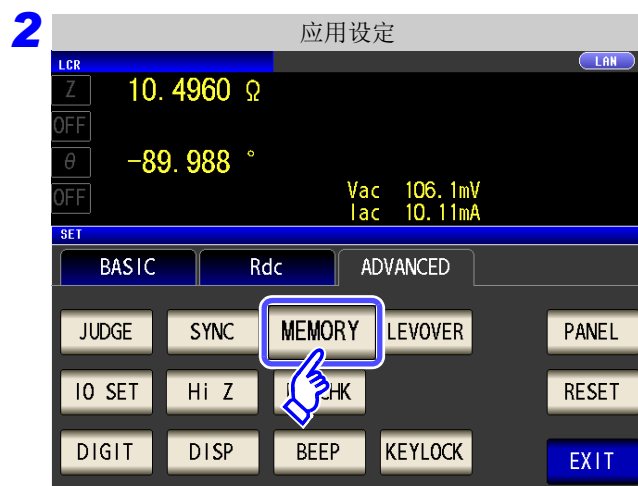 2
应用设定
LCR LAN
Z 10.4960 Ω
OFF
θ -89.988 °
OFF
Vac 106.1mV
Iac 10.11mA
SET
BASIC Rdc ADVANCED
JUDGE SYNC MEMORY LEVOVER PANEL
IO SET Hi Z RESET
DIGIT DISP BEEP KEYLOCK EXIT